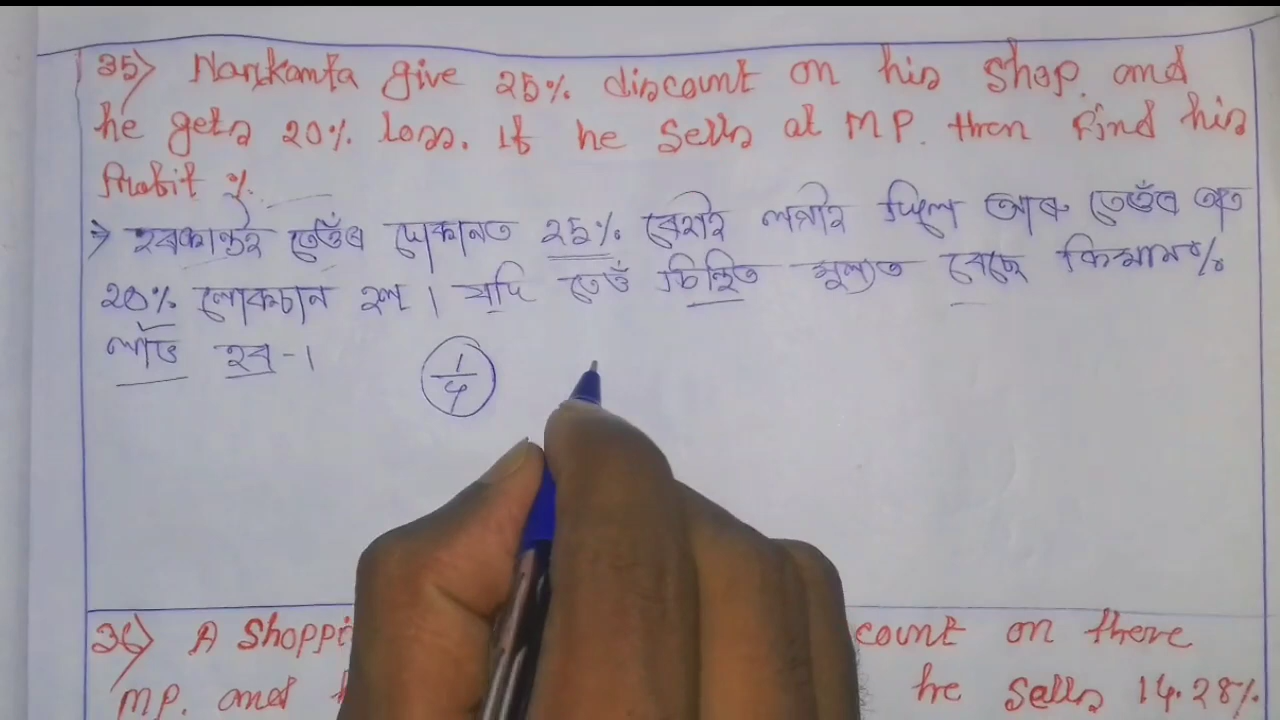 35) Narkanta give 25% discount on his Shop. and
he gets 20% loss. If he sells at MP. then Find his
Profit %.
→ হৰকান্তই তেওঁৰ দোকানত 25% ৰেহাই লগাই দিলে আৰু তেওঁৰ
20% লোকচান হল । যদি তেওঁ চিহ্নিত মূল্যত বেচে কিমান%
লাভ হব - ।
1/4
36) A Shoppi count on there
MP. and he sells 14.28%